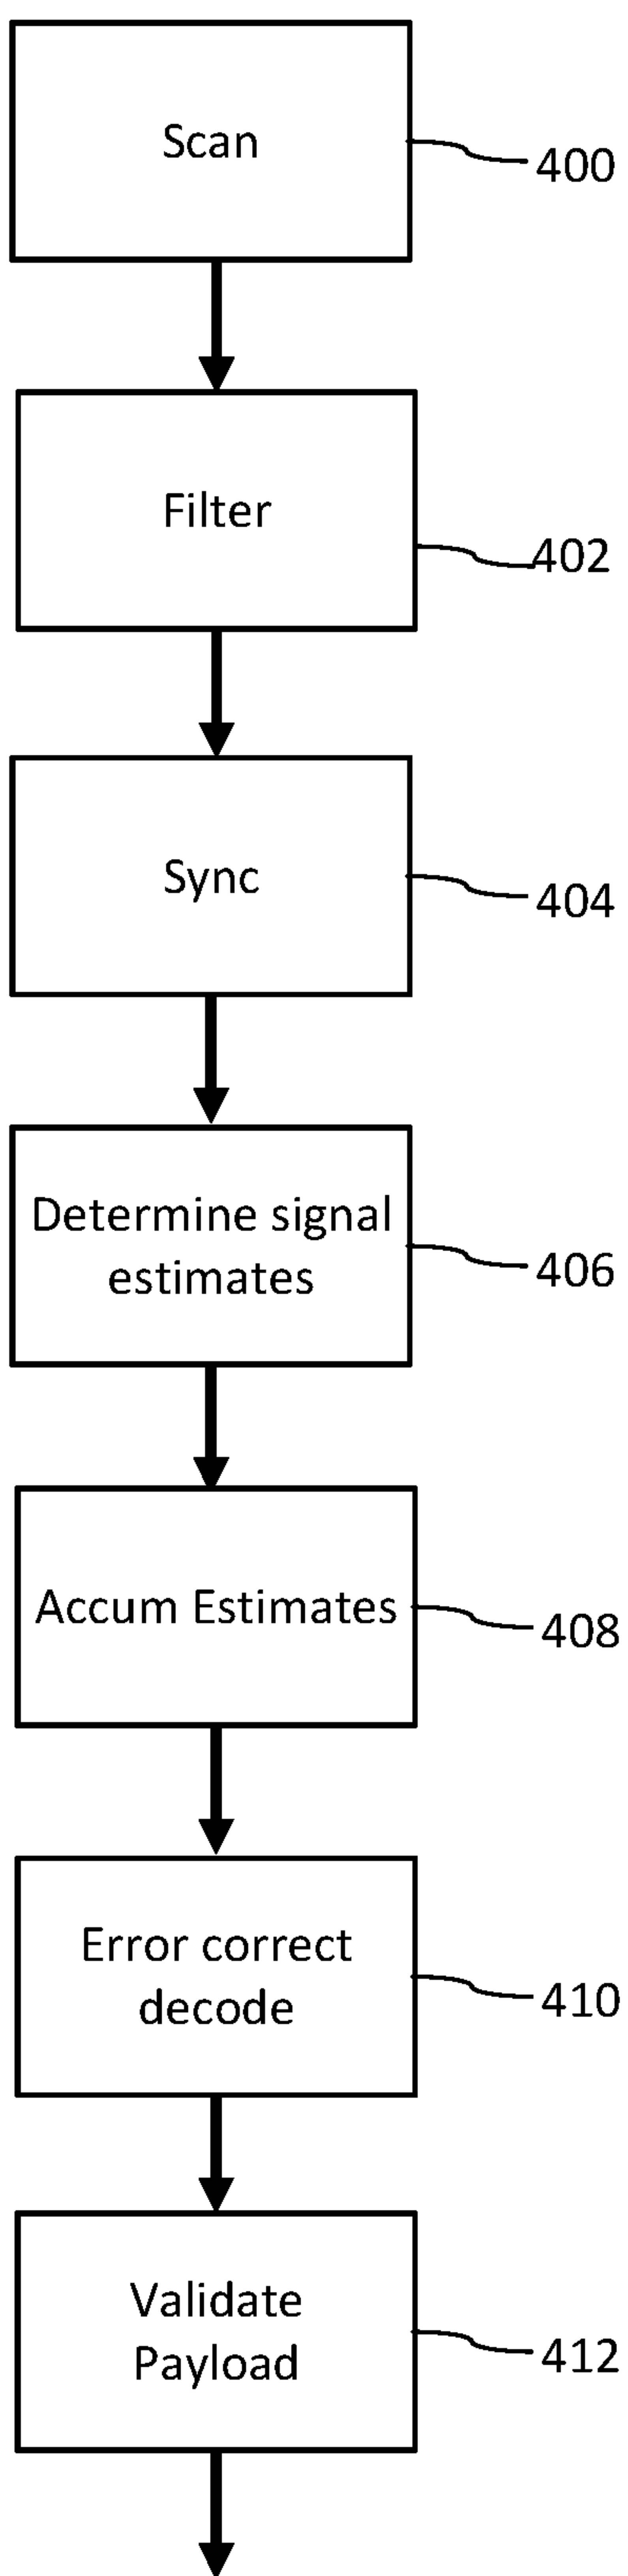 Scan
400
Filter
402
Sync
404
Determine signal
estimates
406
Accum Estimates
408
Error correct
decode
410
Validate
Payload
412